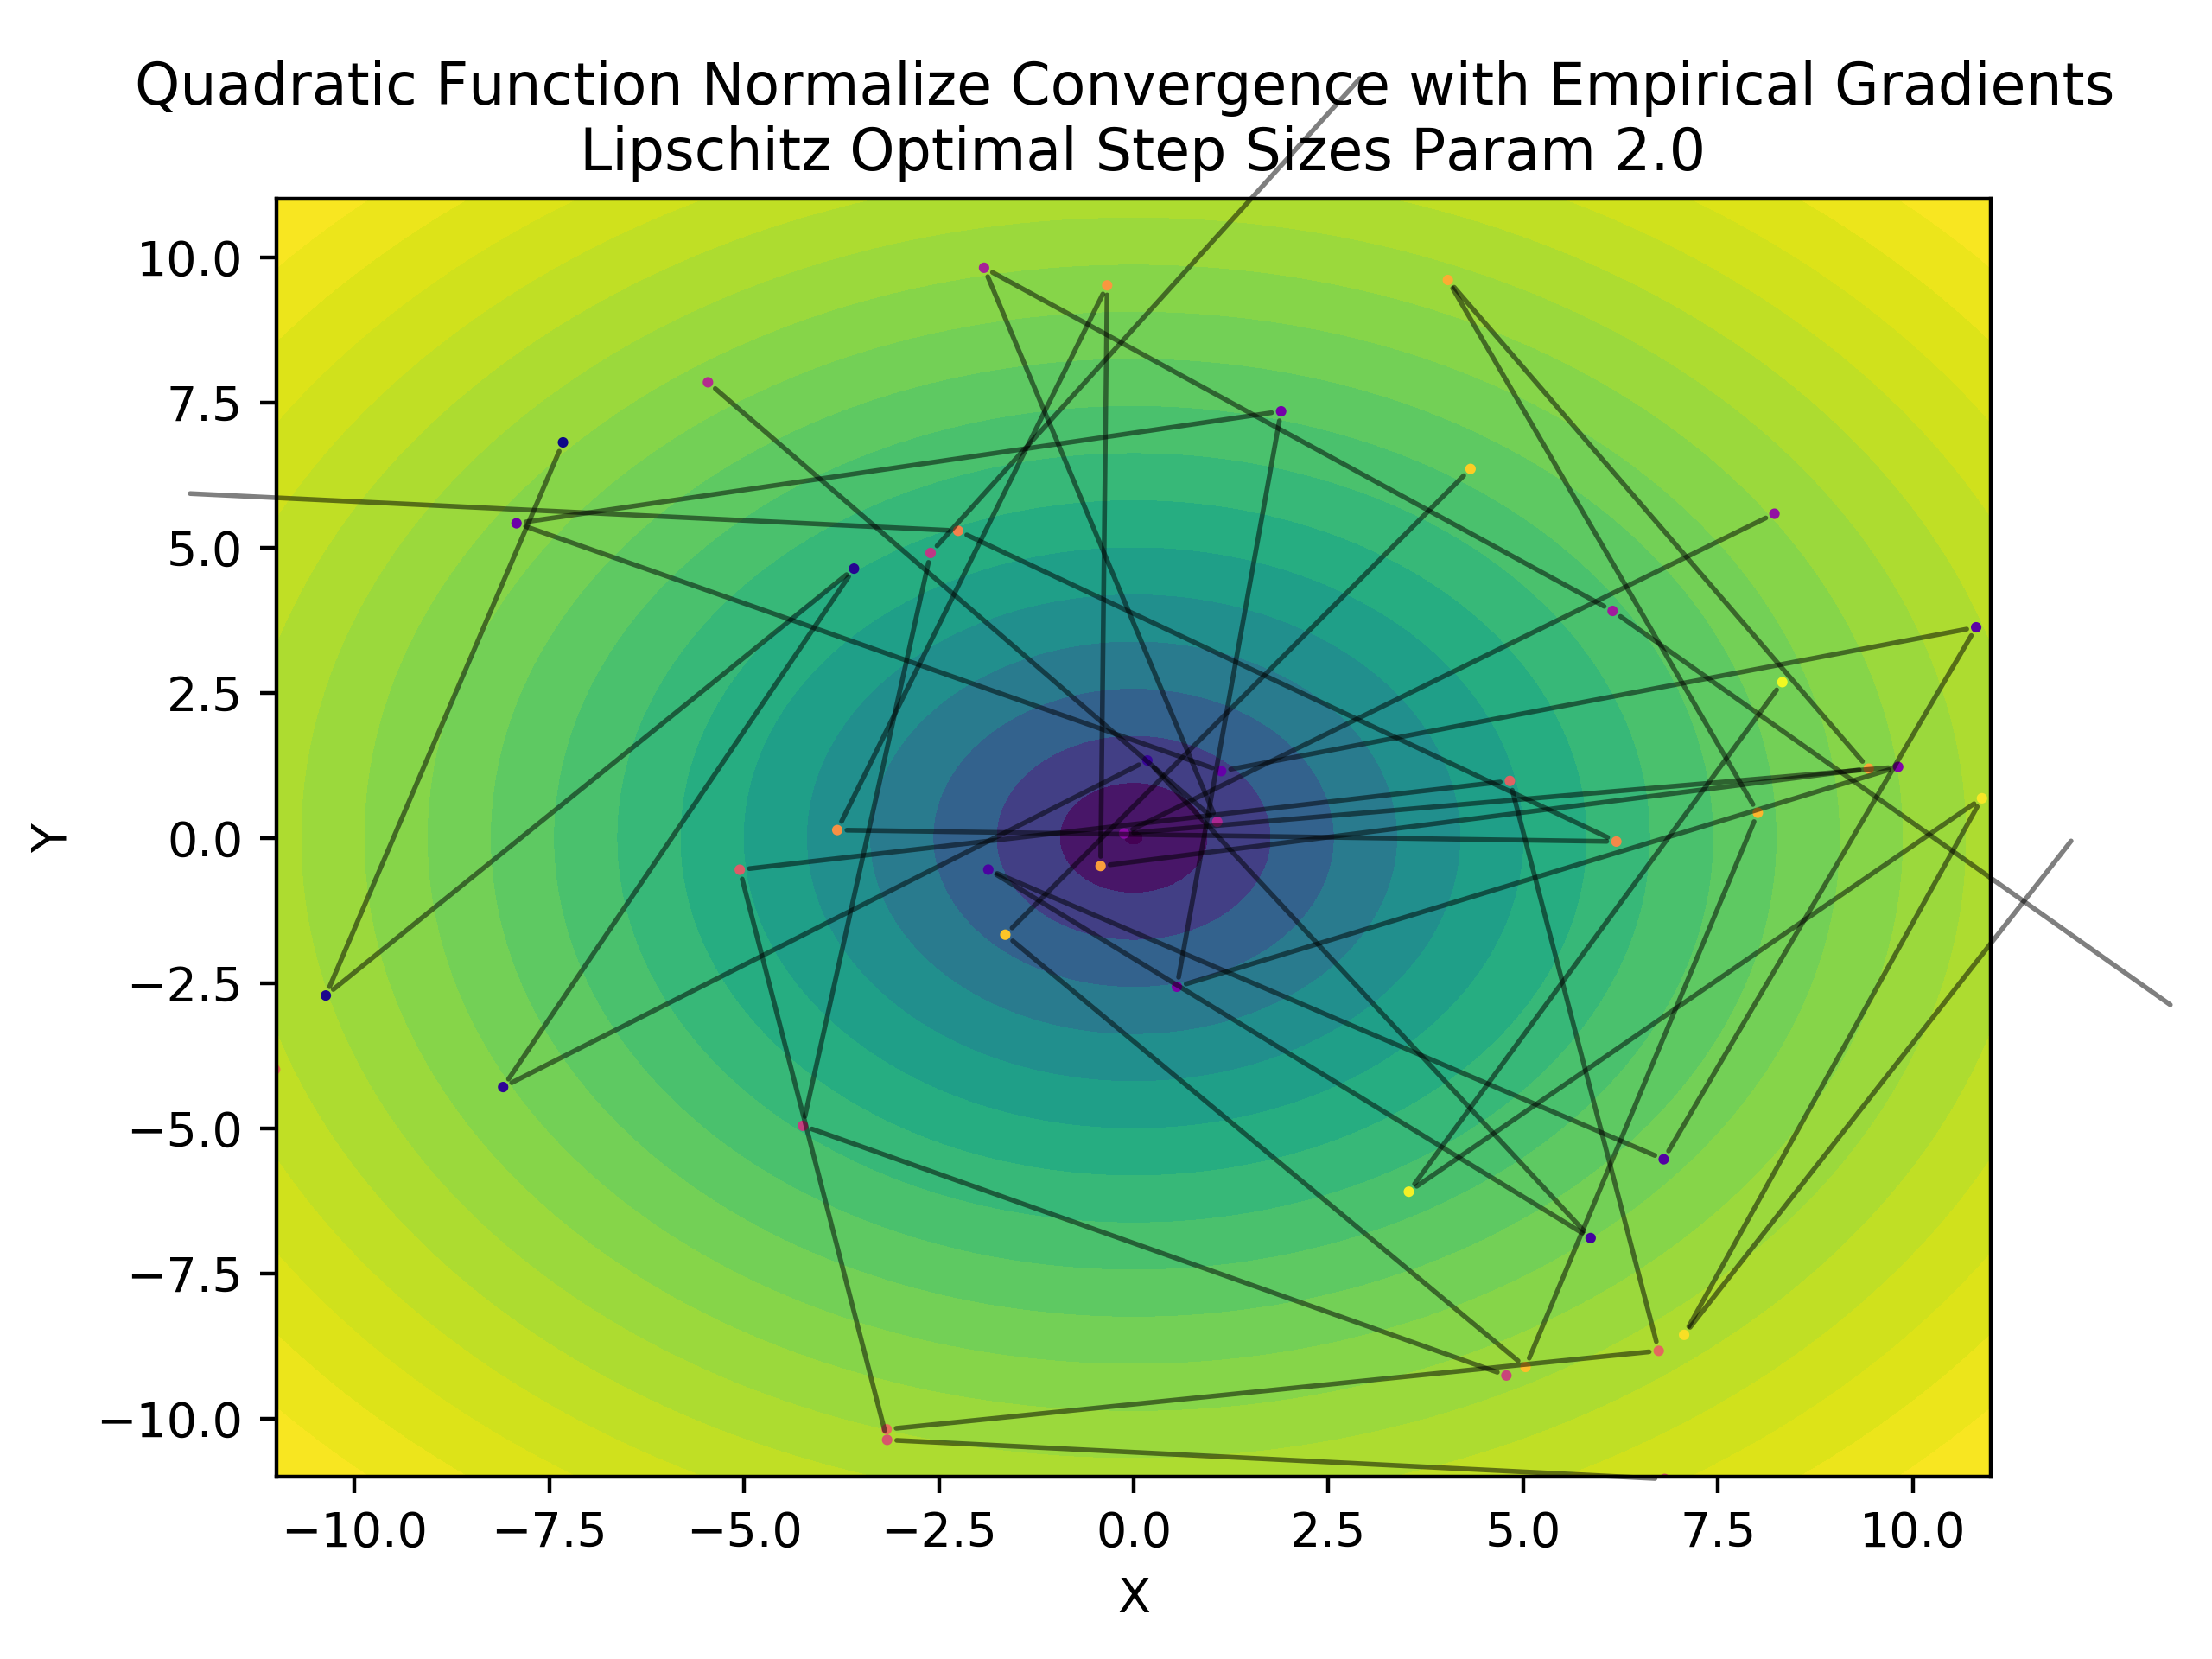 Quadratic Function Normalize Convergence with Empirical Gradients
Lipschitz Optimal Step Sizes Param 2.0
10.0
7.5
5.0
2.5
0.0
−2.5
−5.0
−7.5
−10.0
Y
−10.0 −7.5 −5.0 −2.5 0.0 2.5 5.0 7.5 10.0
X